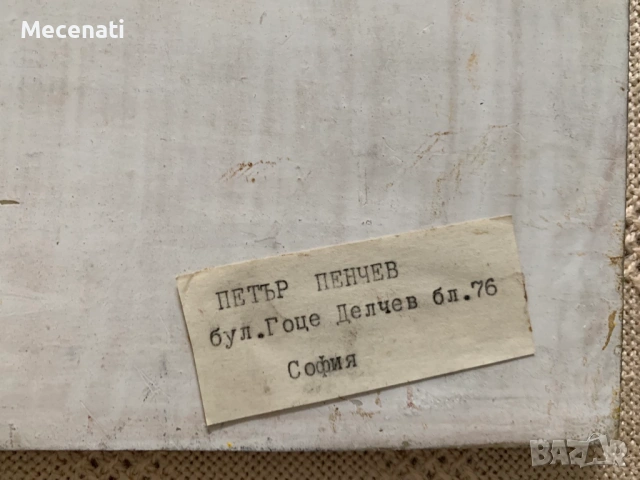 Mecenati
ПЕТЪР ПЕНЧЕВ
бул.Гоце Делчев бл.76
София